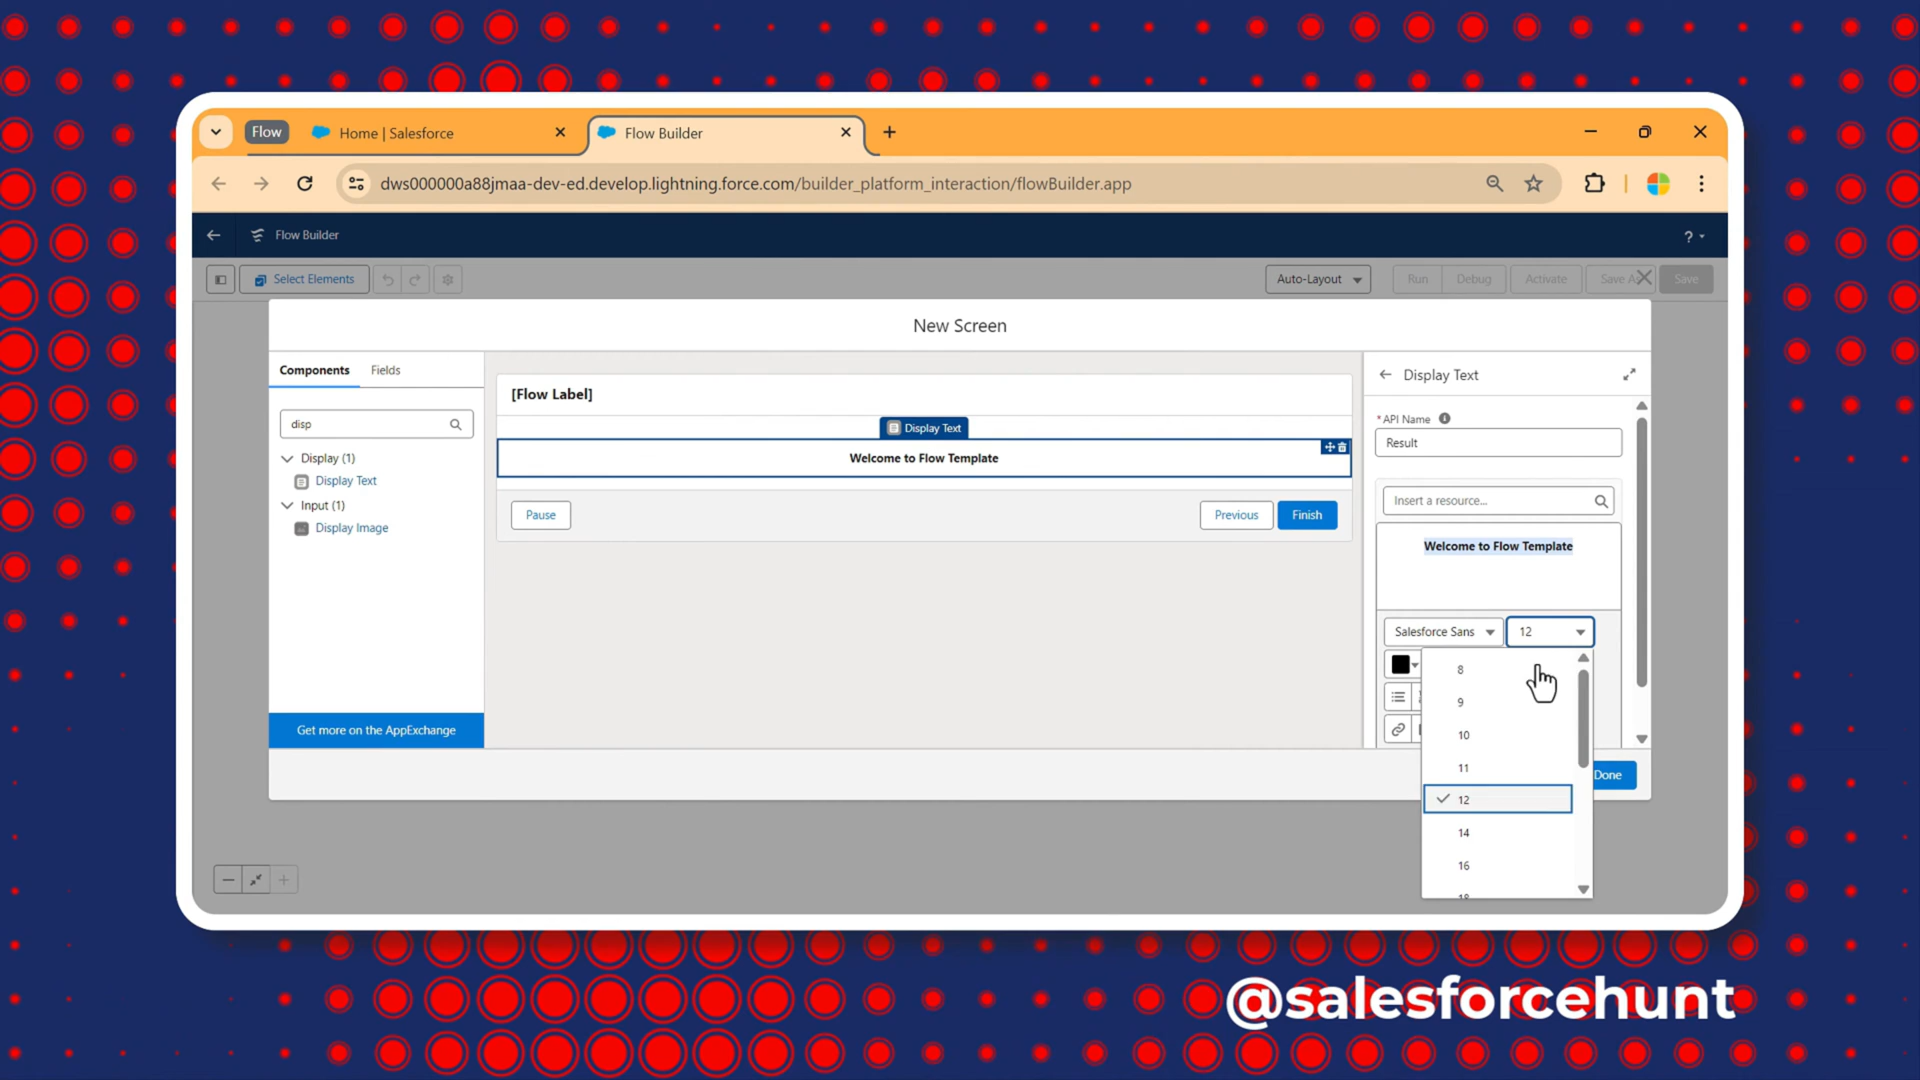 Flow
Home | Salesforce
Flow Builder
dws000000a88jmaa-dev-ed.develop.lightning.force.com/builder_platform_interaction/flowBuilder.app
Flow Builder
?
Select Elements
Auto-Layout
Run
Debug
Activate
Save A
Save
New Screen
Components
Fields
disp
Display (1)
Display Text
Input (1)
Display Image
Get more on the AppExchange
[Flow Label]
Display Text
Welcome to Flow Template
Pause
Previous
Finish
Display Text
* API Name
Result
Insert a resource...
Welcome to Flow Template
Salesforce Sans
12
8
9
10
11
12
14
16
18
Done
@salesforcehunt